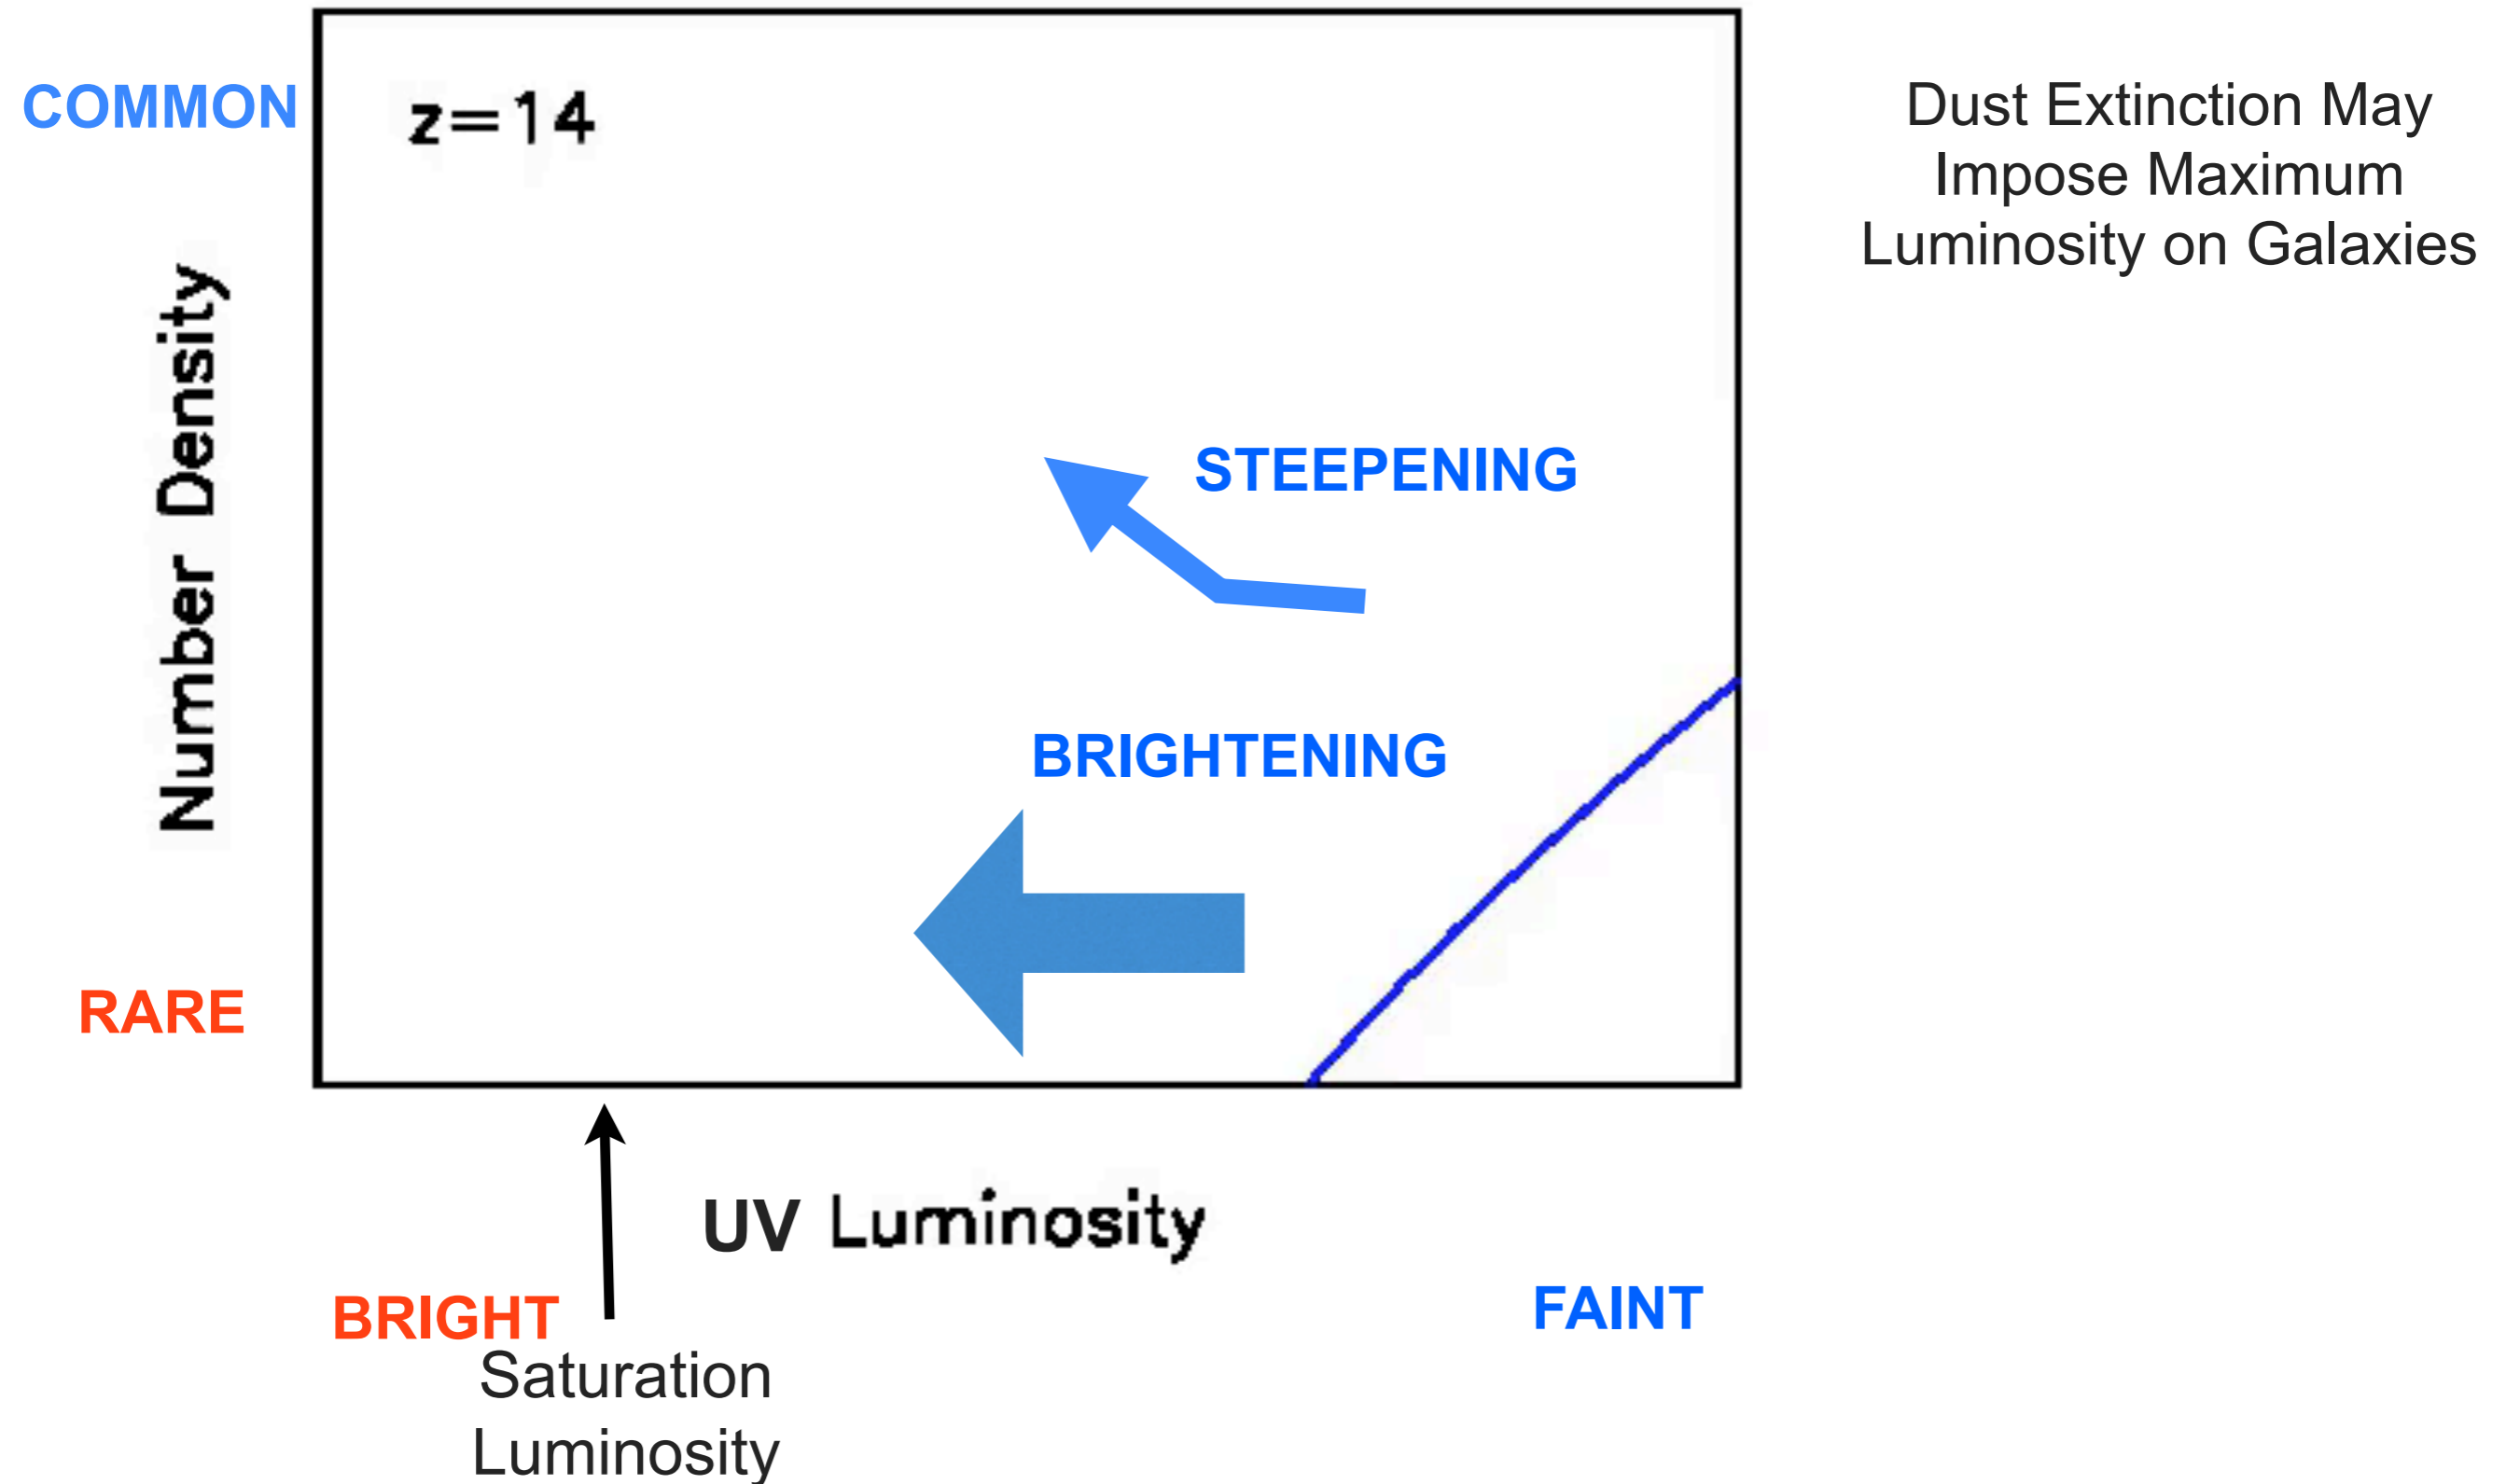 COMMON
z=14
Dust Extinction May
Impose Maximum
Luminosity on Galaxies
Number Density
STEEPENING
BRIGHTENING
RARE
UV Luminosity
BRIGHT
FAINT
Saturation
Luminosity